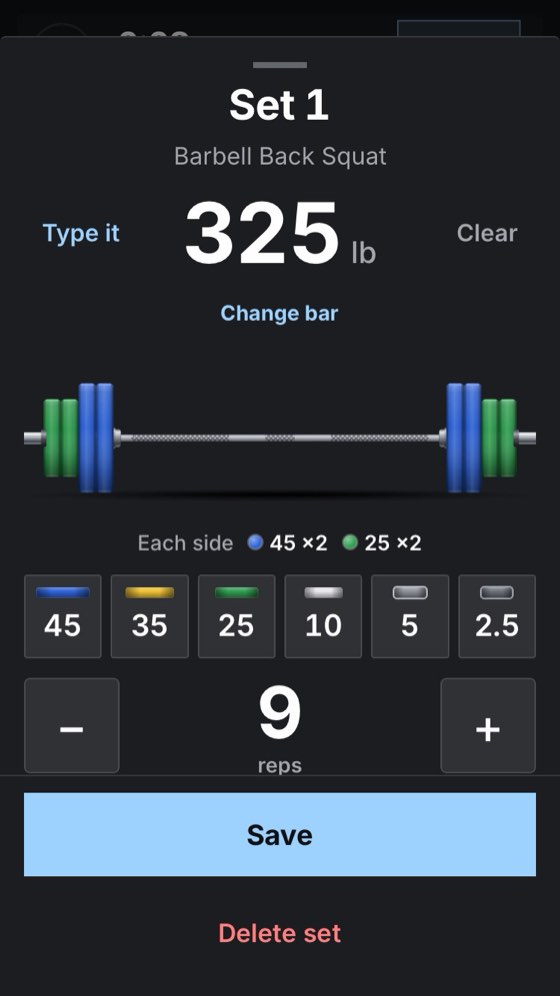 Set 1
Barbell Back Squat
Type it
325 lb
Clear
Change bar
Each side 45 ×2 25 ×2
45 35 25 10 5 2.5
− 9 +
reps
Save
Delete set